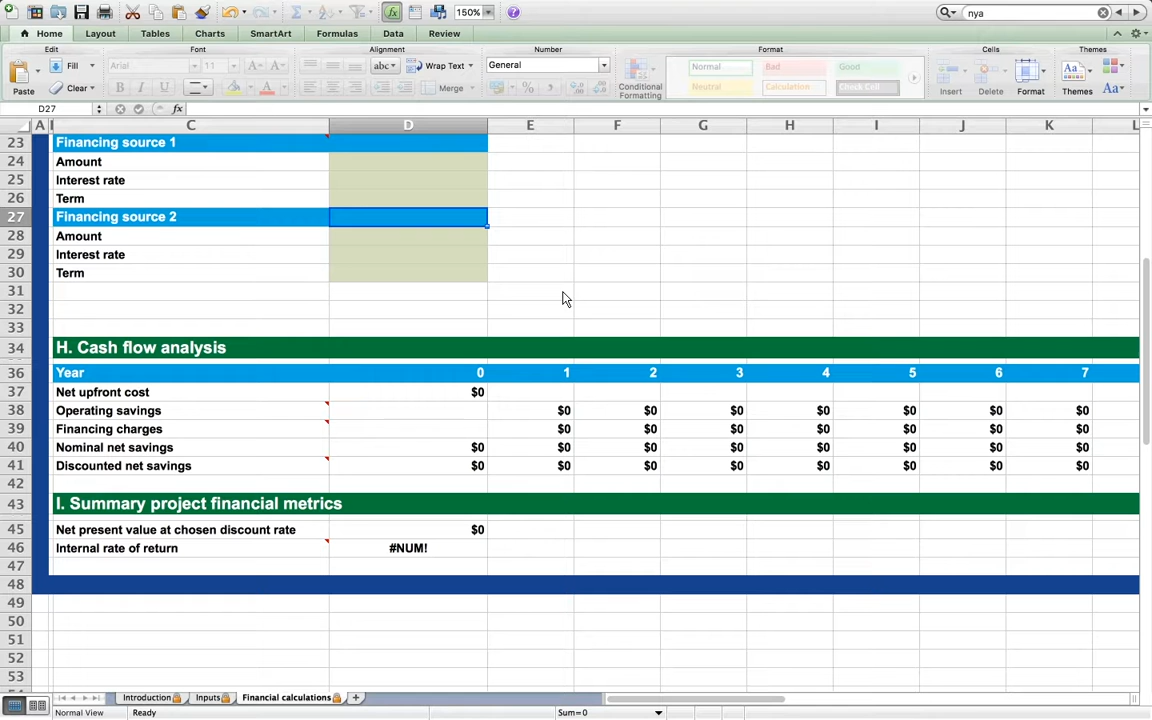 150%
nya
Home Layout Tables Charts SmartArt Formulas Data Review
Edit Font Alignment Number Format Cells Themes
Fill Arial 11 abc Wrap Text General Normal Bad Good
Paste Clear B I U Merge % Conditional Formatting Neutral Calculation Check Cell Insert Delete Format Themes Aa
D27 fx
A C D E F G H I J K L
23 Financing source 1
24 Amount
25 Interest rate
26 Term
27 Financing source 2
28 Amount
29 Interest rate
30 Term
31
32
33
34 H. Cash flow analysis
36 Year 0 1 2 3 4 5 6 7
37 Net upfront cost $0
38 Operating savings $0 $0 $0 $0 $0 $0 $0
39 Financing charges $0 $0 $0 $0 $0 $0 $0
40 Nominal net savings $0 $0 $0 $0 $0 $0 $0 $0
41 Discounted net savings $0 $0 $0 $0 $0 $0 $0 $0
42
43 I. Summary project financial metrics
45 Net present value at chosen discount rate $0
46 Internal rate of return #NUM!
47
48
49
50
51
52
53
Introduction Inputs Financial calculations
Normal View Ready Sum=0